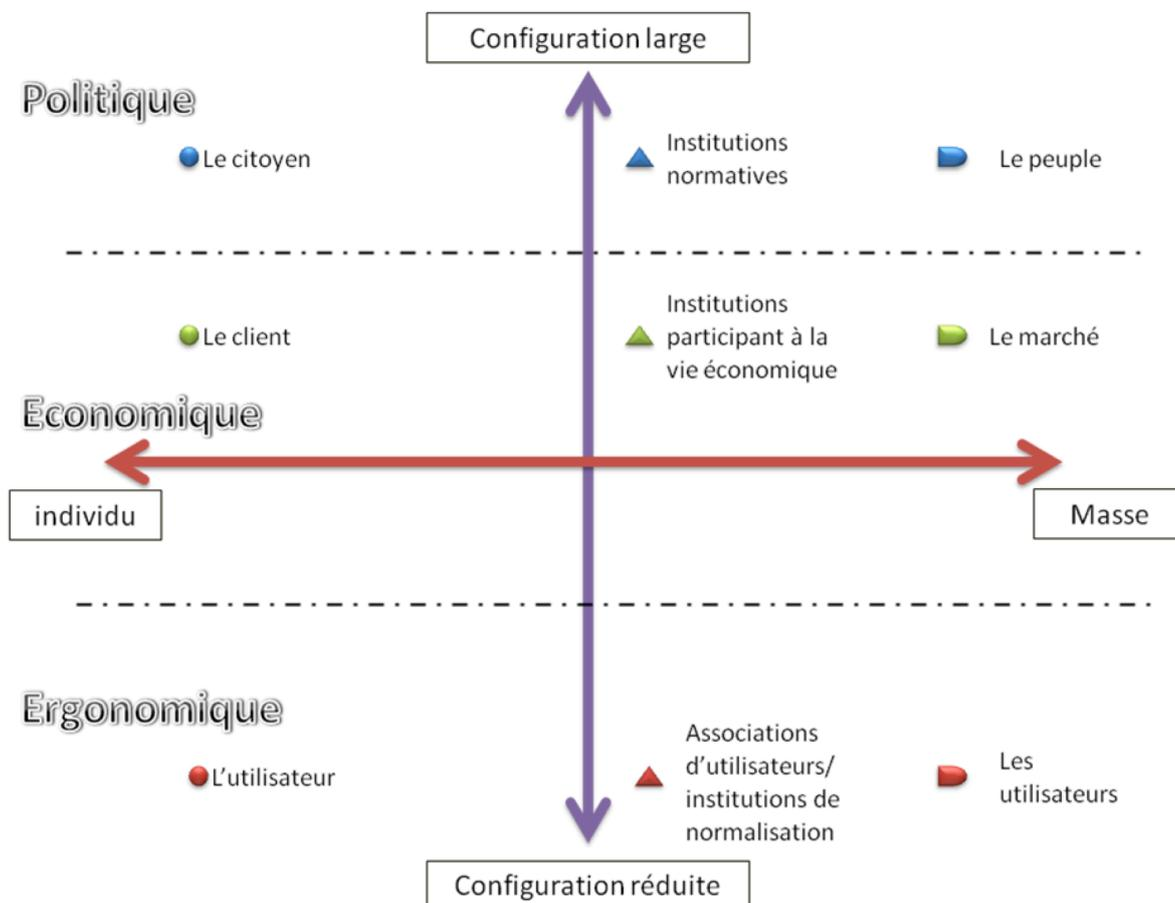 Configuration large
Politique
Le citoyen
Institutions
normatives
Le peuple
Le client
Institutions
participant à la
vie économique
Le marché
Economique
individu
Masse
Ergonomique
L'utilisateur
Associations
d'utilisateurs/
institutions de
normalisation
Les
utilisateurs
Configuration réduite